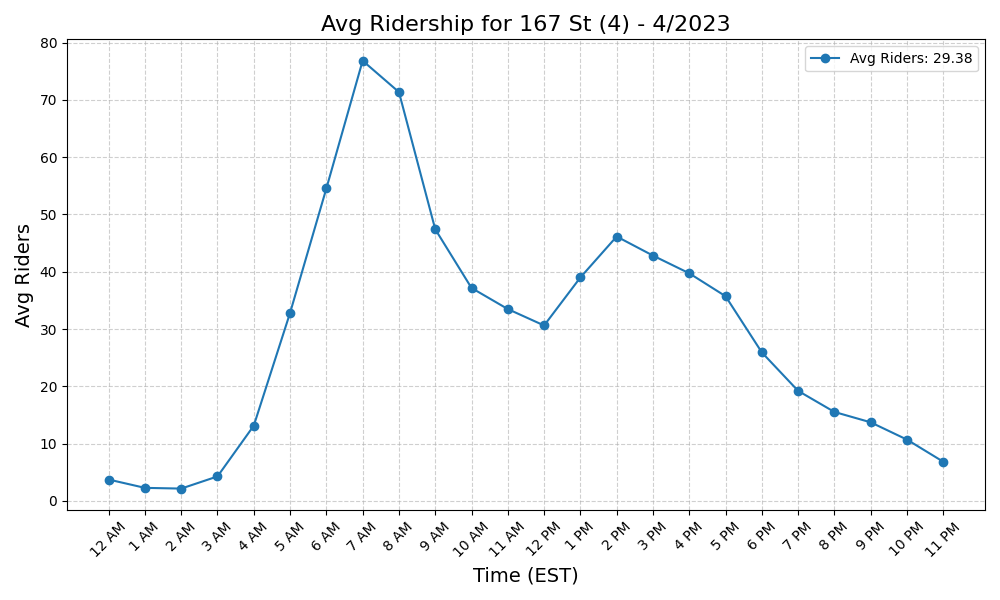 Avg Ridership for 167 St (4) - 4/2023
Avg Riders: 29.38
Avg Riders
80
70
60
50
40
30
20
10
0
12 AM
1 AM
2 AM
3 AM
4 AM
5 AM
6 AM
7 AM
8 AM
9 AM
10 AM
11 AM
12 PM
1 PM
2 PM
3 PM
4 PM
5 PM
6 PM
7 PM
8 PM
9 PM
10 PM
11 PM
Time (EST)